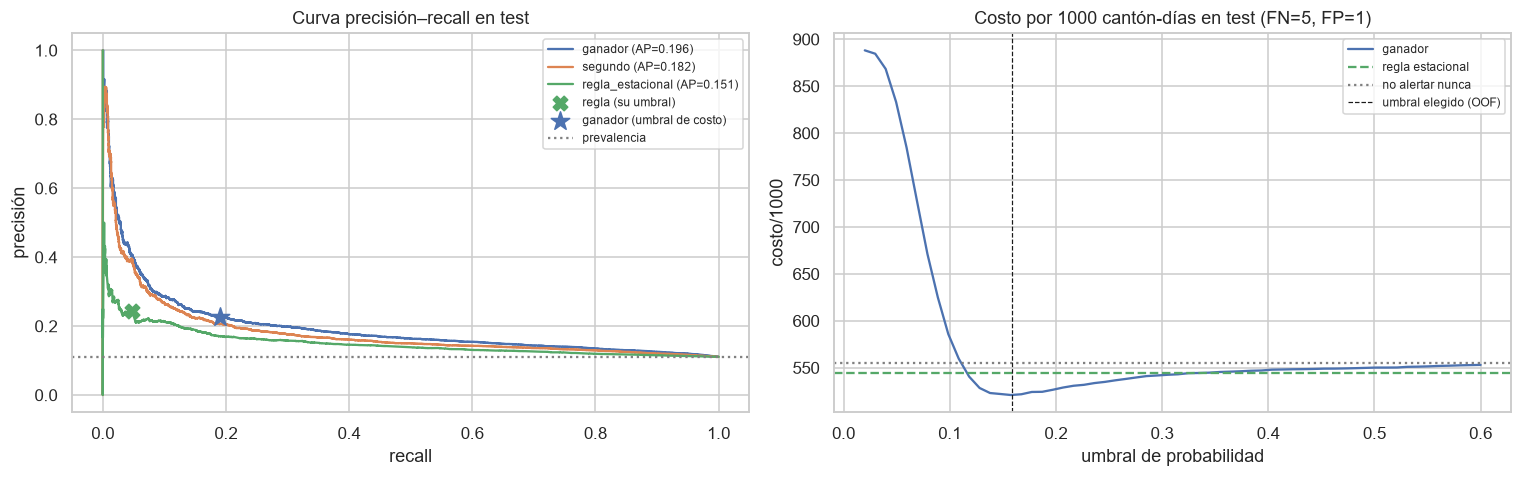 Curva precisión–recall en test
precisión
1.0
0.8
0.6
0.4
0.2
0.0
ganador (AP=0.196)
segundo (AP=0.182)
regla_estacional (AP=0.151)
regla (su umbral)
ganador (umbral de costo)
prevalencia
0.0 0.2 0.4 0.6 0.8 1.0
recall
Costo por 1000 cantón-días en test (FN=5, FP=1)
costo/1000
900
850
800
750
700
650
600
550
ganador
regla estacional
no alertar nunca
umbral elegido (OOF)
0.0 0.1 0.2 0.3 0.4 0.5 0.6
umbral de probabilidad